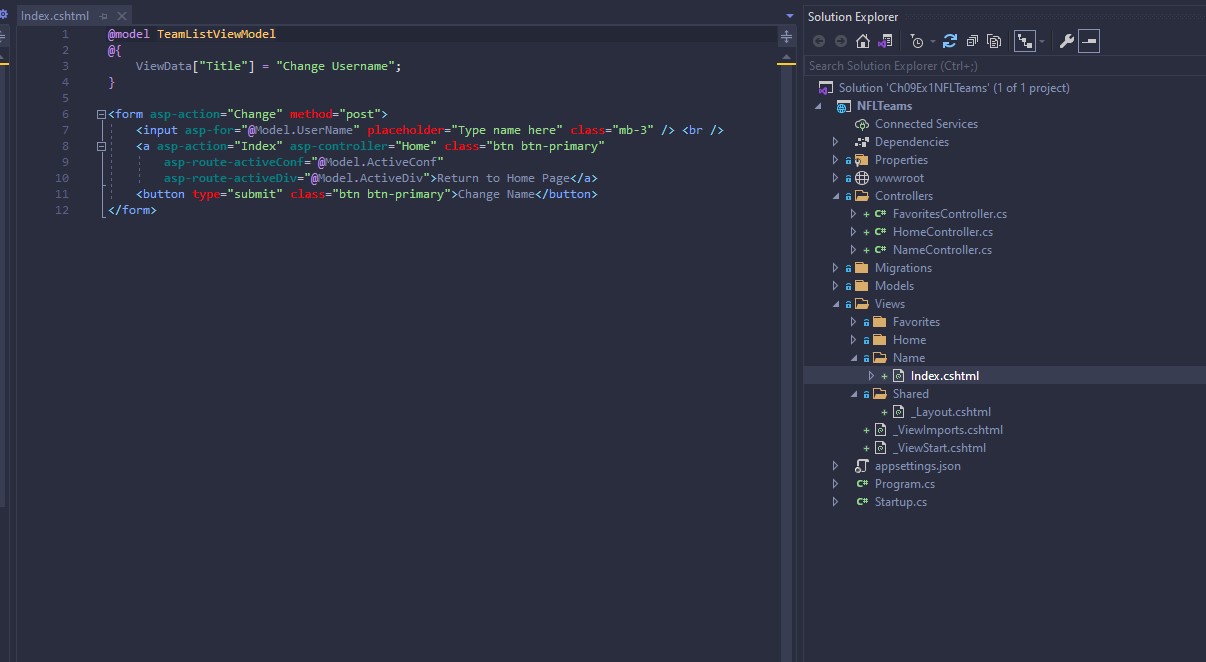 Index.cshtml
1 @model TeamListViewModel
2 @{
3 ViewData["Title"] = "Change Username";
4 }
5
6 <form asp-action="Change" method="post">
7 <input asp-for="@Model.UserName" placeholder="Type name here" class="mb-3" /> <br />
8 <a asp-action="Index" asp-controller="Home" class="btn btn-primary"
9 asp-route-activeConf="@Model.ActiveConf"
10 asp-route-activeDiv="@Model.ActiveDiv">Return to Home Page</a>
11 <button type="submit" class="btn btn-primary">Change Name</button>
12 </form>
Solution Explorer
Search Solution Explorer (Ctrl+;)
Solution 'Ch09Ex1NFLTeams' (1 of 1 project)
NFLTeams
Connected Services
Dependencies
Properties
wwwroot
Controllers
+ C# FavoritesController.cs
+ C# HomeController.cs
+ C# NameController.cs
Migrations
Models
Views
Favorites
Home
Name
+ Index.cshtml
Shared
+ _Layout.cshtml
+ _ViewImports.cshtml
+ _ViewStart.cshtml
appsettings.json
C# Program.cs
C# Startup.cs